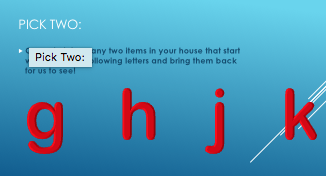 PICK TWO:
any two items in your house that start
Pick Two:
following letters and bring them back
for us to see!
g h j k